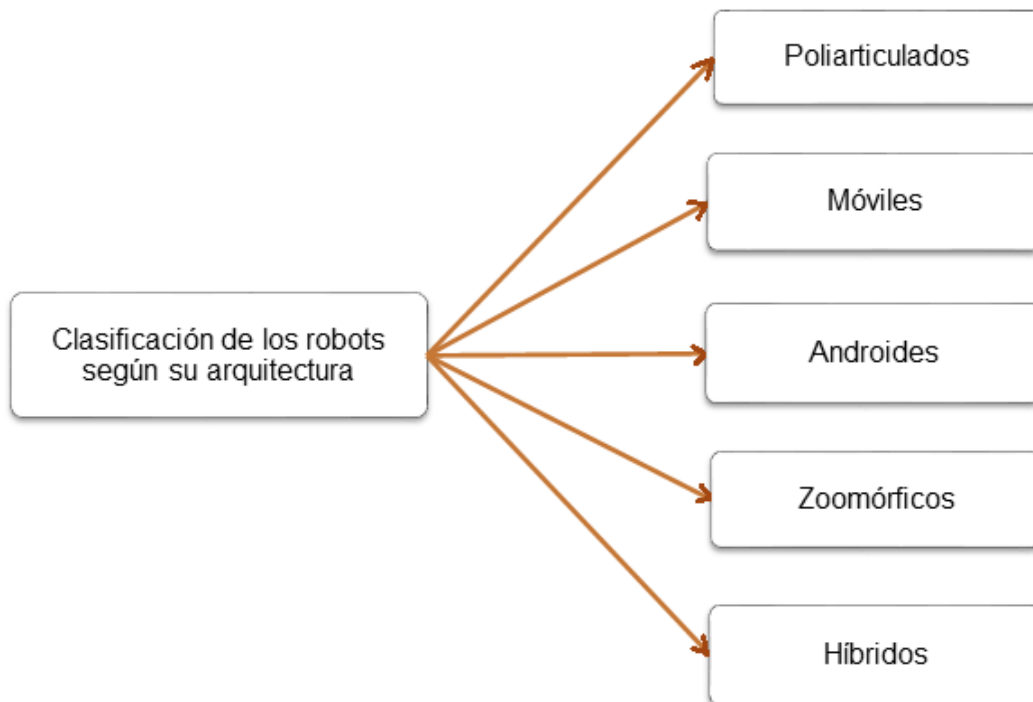 Clasificación de los robots
según su arquitectura
Poliarticulados
Móviles
Androides
Zoomórficos
Híbridos